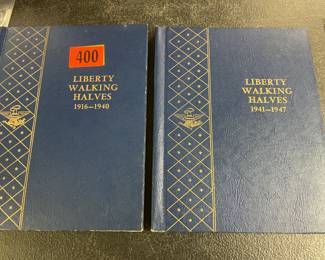 400
LIBERTY
WALKING
HALVES
1916—1940
LIBERTY
WALKING
HALVES
1941—1947